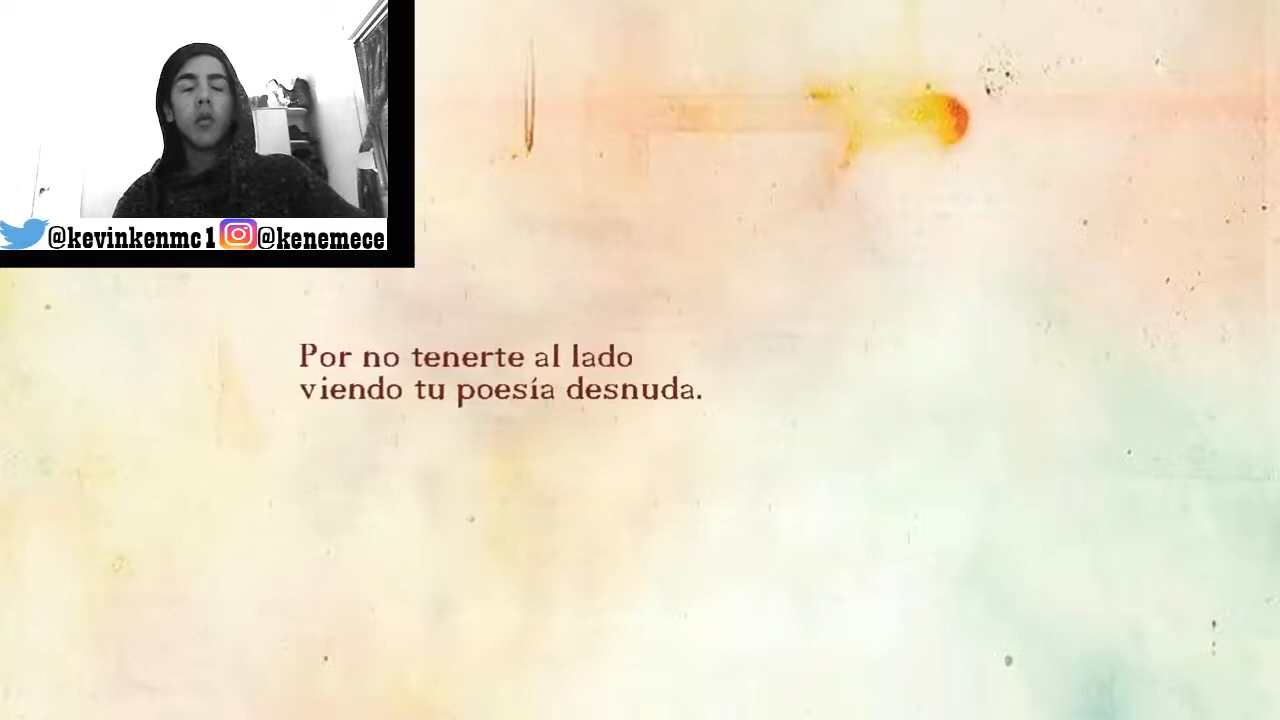 @kevinkenmc1 @kenemece
Por no tenerte al lado
viendo tu poesía desnuda.